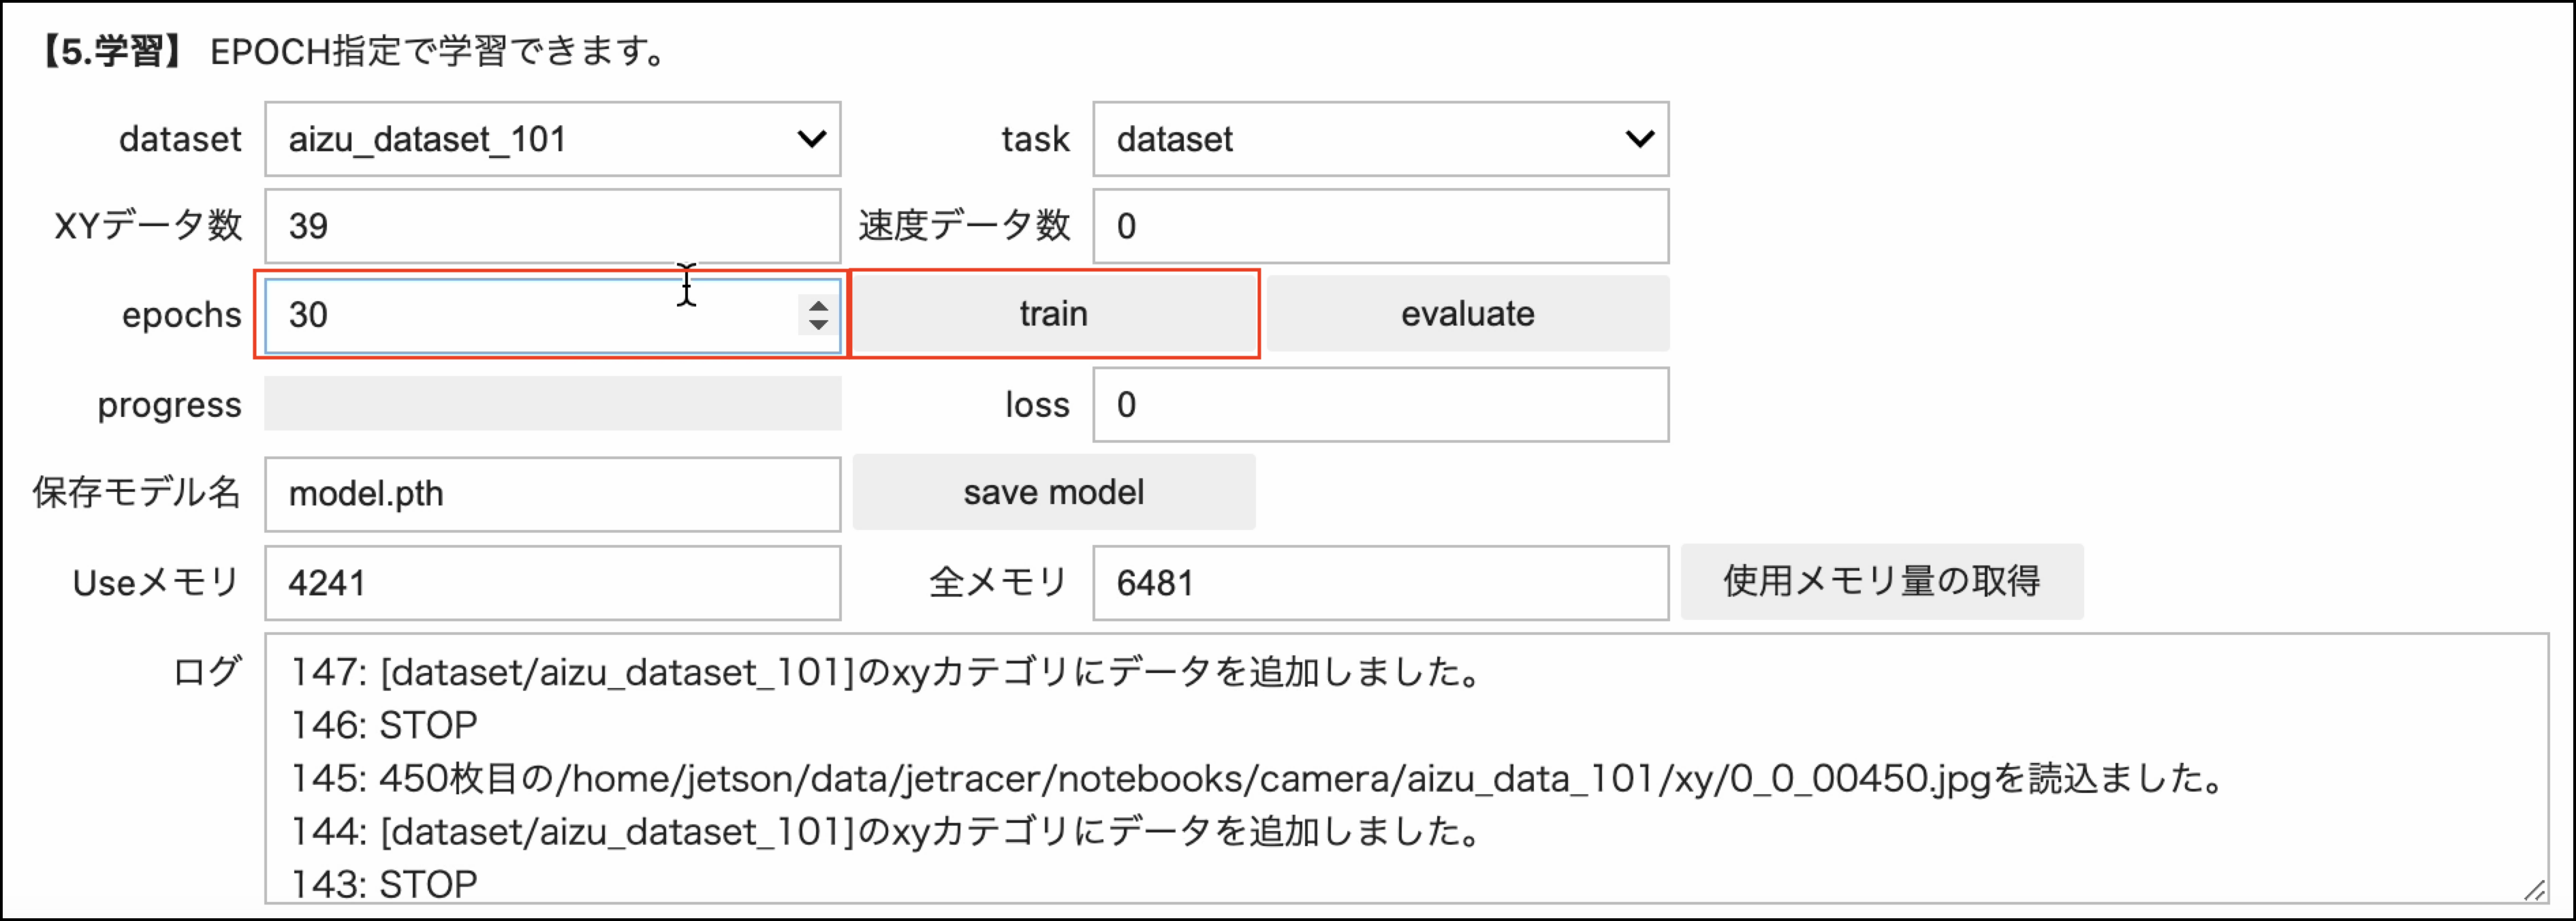 【5.学習】 EPOCH指定で学習できます。
dataset aizu_dataset_101 task dataset
XYデータ数 39 速度データ数 0
epochs 30 train evaluate
progress loss 0
保存モデル名 model.pth save model
Useメモリ 4241 全メモリ 6481 使用メモリ量の取得
ログ 147: [dataset/aizu_dataset_101]のxyカテゴリにデータを追加しました。
146: STOP
145: 450枚目の/home/jetson/data/jetracer/notebooks/camera/aizu_data_101/xy/0_0_00450.jpgを読込ました。
144: [dataset/aizu_dataset_101]のxyカテゴリにデータを追加しました。
143: STOP